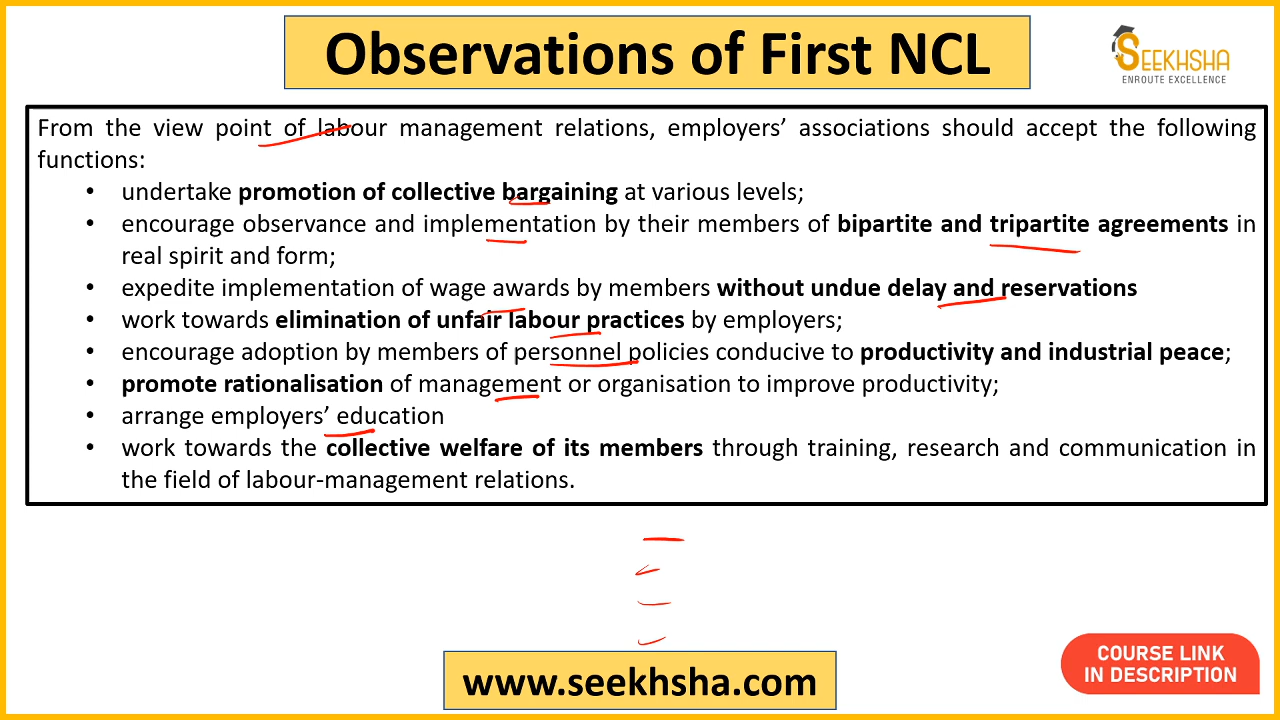 Observations of First NCL
SEEKHSHA
ENROUTE EXCELLENCE
From the view point of labour management relations, employers’ associations should accept the following
functions:
• undertake promotion of collective bargaining at various levels;
• encourage observance and implementation by their members of bipartite and tripartite agreements in
real spirit and form;
• expedite implementation of wage awards by members without undue delay and reservations
• work towards elimination of unfair labour practices by employers;
• encourage adoption by members of personnel policies conducive to productivity and industrial peace;
• promote rationalisation of management or organisation to improve productivity;
• arrange employers’ education
• work towards the collective welfare of its members through training, research and communication in
the field of labour-management relations.
www.seekhsha.com
COURSE LINK
IN DESCRIPTION